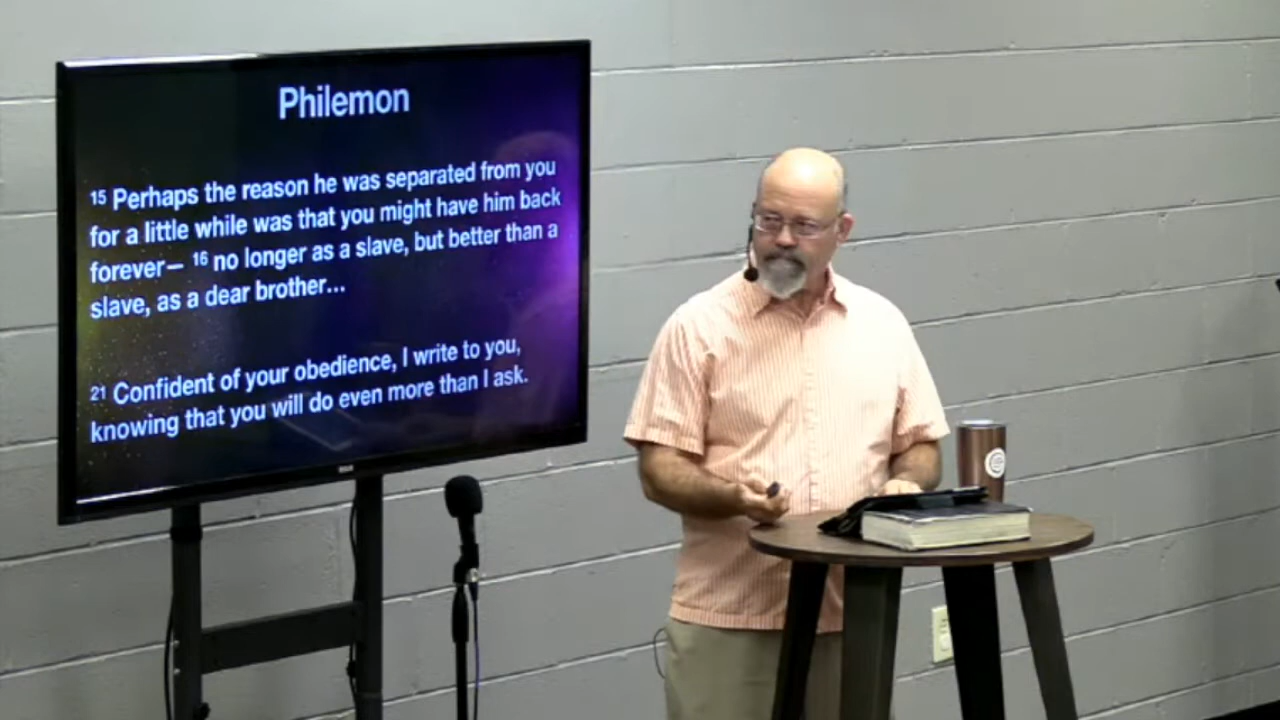 Philemon
15 Perhaps the reason he was separated from you
for a little while was that you might have him back
forever— 16 no longer as a slave, but better than a
slave, as a dear brother...
21 Confident of your obedience, I write to you,
knowing that you will do even more than I ask.
RCA